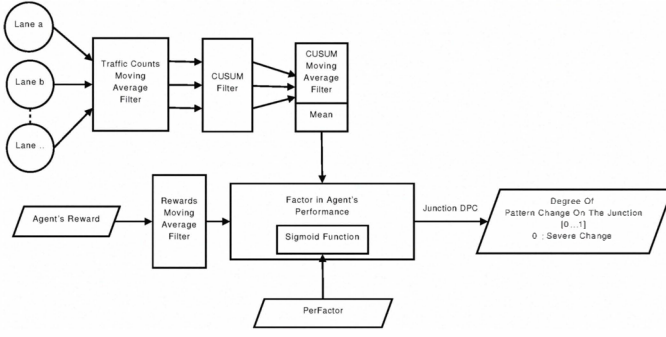 Lane a
Lane b
Lane ..
Traffic Counts
Moving
Average
Filter
CUSUM
Filter
CUSUM
Moving
Average
Filter
Mean
Agent's Reward
Rewards
Moving
Average
Filter
Factor in Agent's
Performance
Sigmoid Function
PerFactor
Junction DPC
Degree Of
Pattern Change On The Junction
[0...1]
0 : Severe Change